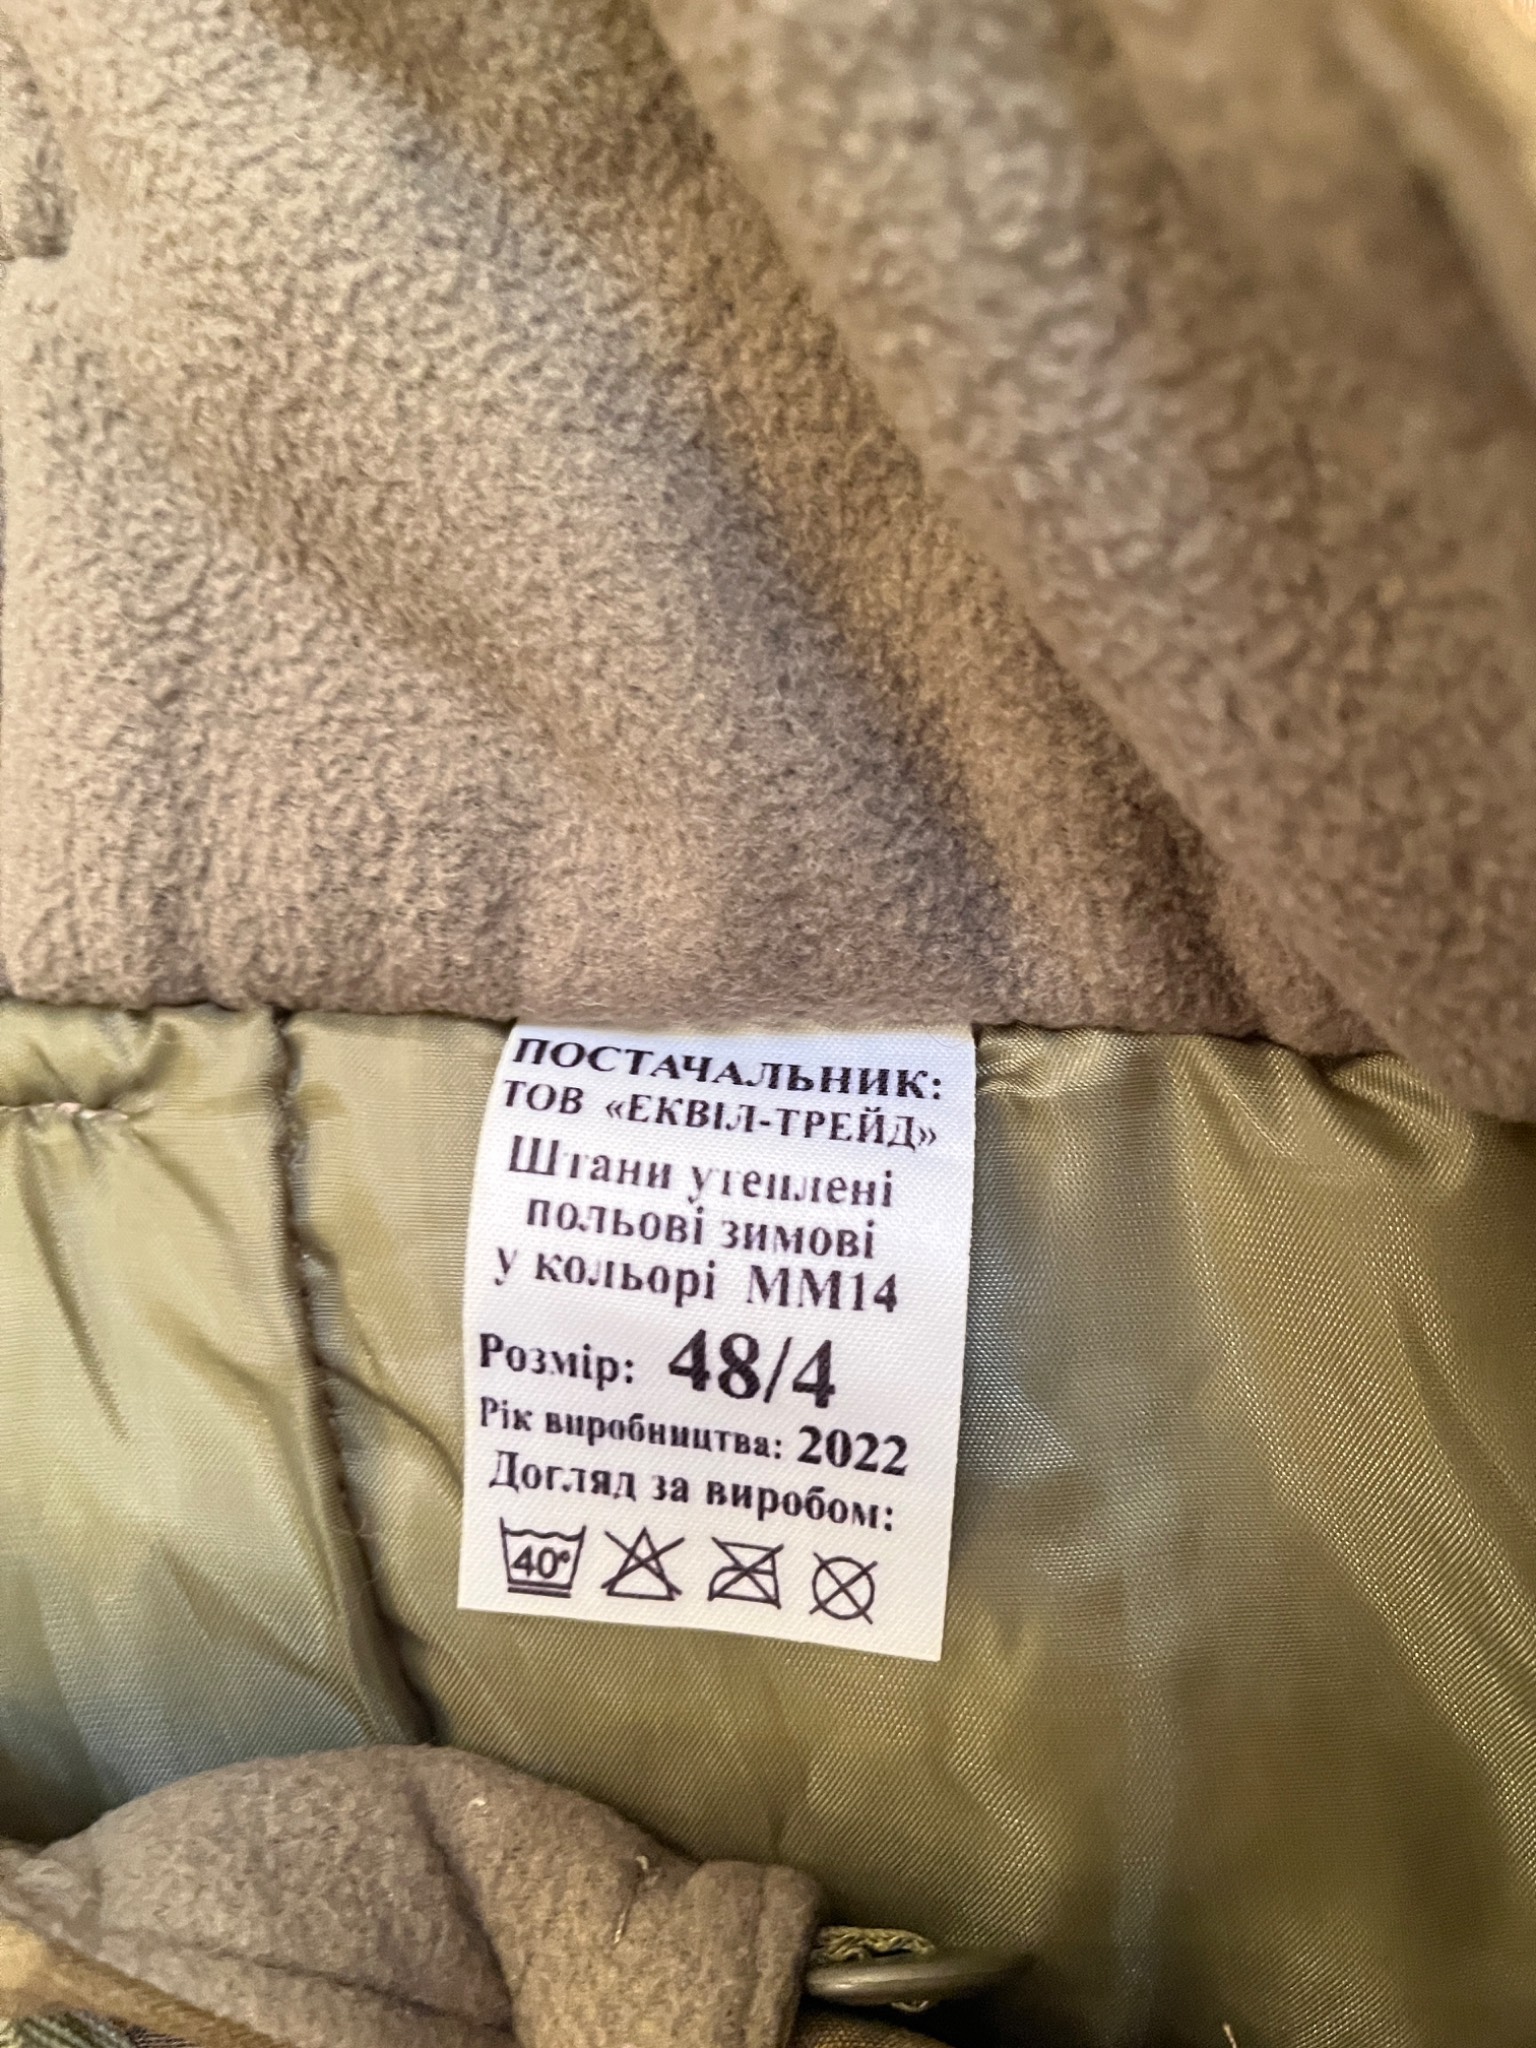 ПОСТАЧАЛЬНИК:
ТОВ «ЕКВІЛ-ТРЕЙД»
Штани утеплені
польові зимові
у кольорі ММ14
Розмір: 48/4
Рік виробництва: 2022
Догляд за виробом:
40°